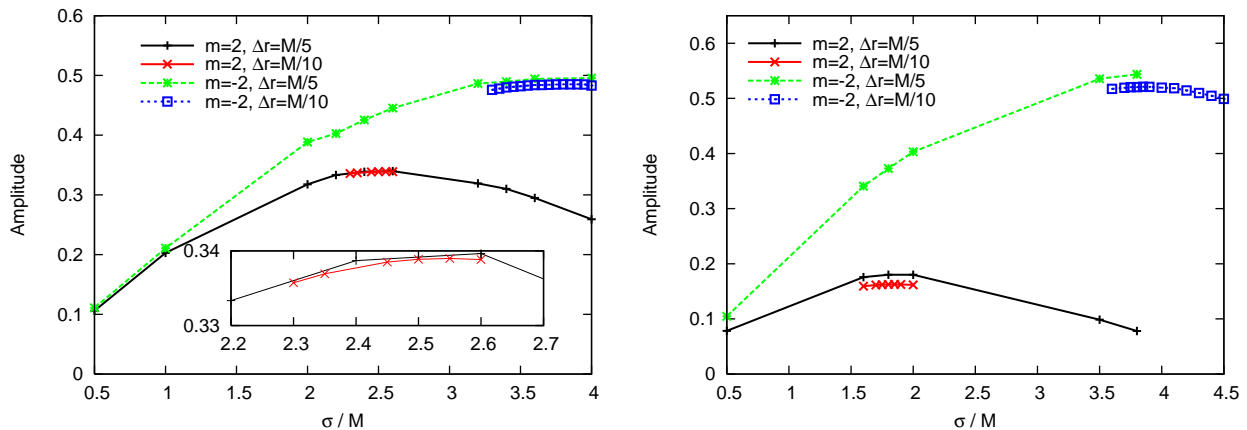 0.6
0.5
0.4
0.3
0.2
0.1
0
Amplitude
m=2, Δr=M/5
m=2, Δr=M/10
m=-2, Δr=M/5
m=-2, Δr=M/10
0.34
0.33
2.2 2.3 2.4 2.5 2.6 2.7
0.5 1 1.5 2 2.5 3 3.5 4
σ / M
0.6
0.5
0.4
0.3
0.2
0.1
0
Amplitude
m=2, Δr=M/5
m=2, Δr=M/10
m=-2, Δr=M/5
m=-2, Δr=M/10
0.5 1 1.5 2 2.5 3 3.5 4 4.5
σ / M